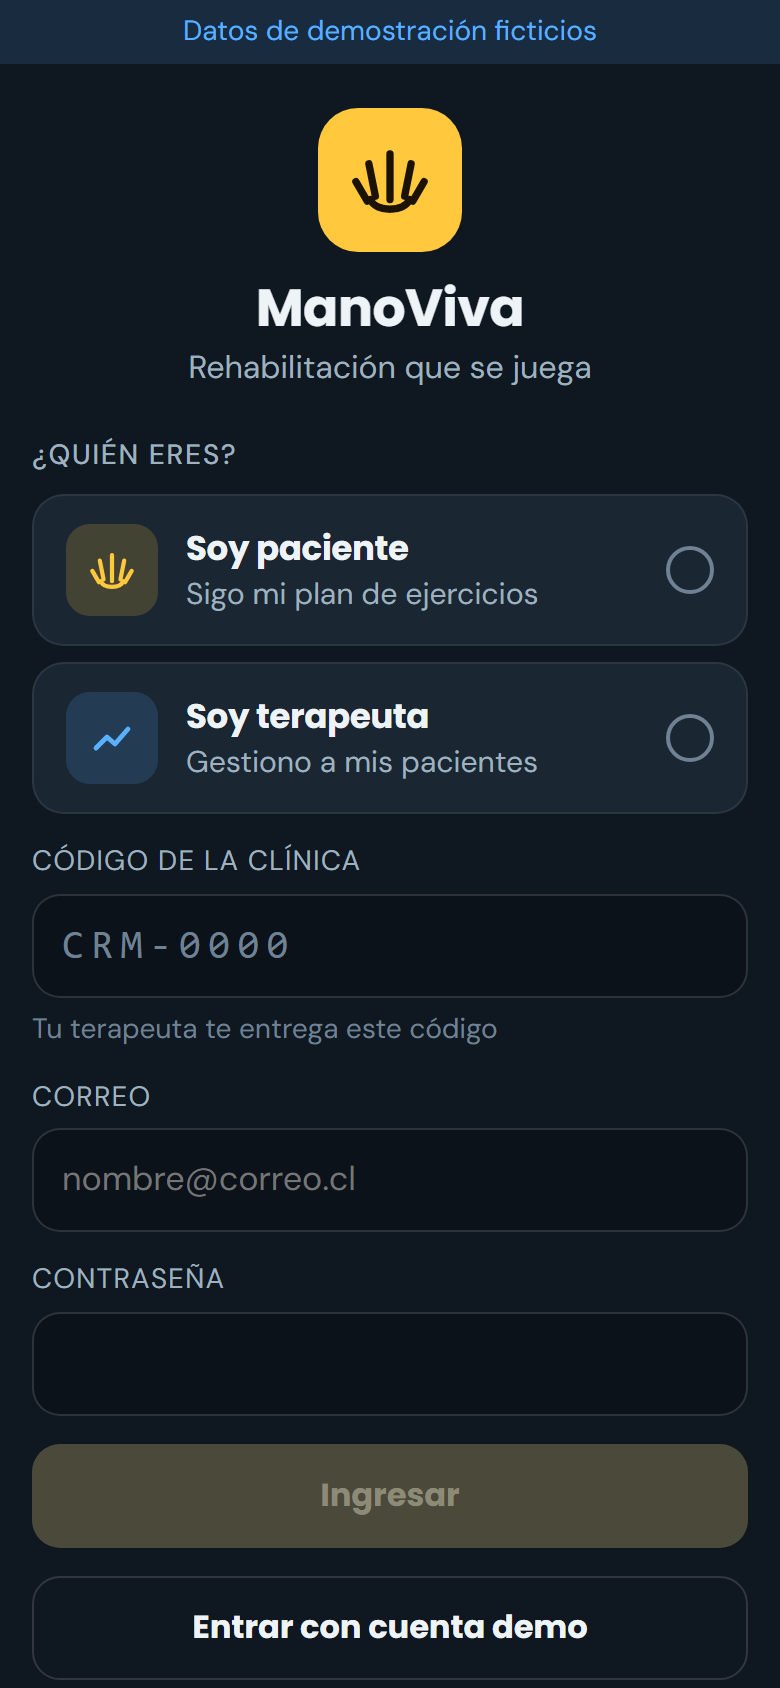 Datos de demostración ficticios
ManoViva
Rehabilitación que se juega
¿QUIÉN ERES?
Soy paciente
Sigo mi plan de ejercicios
Soy terapeuta
Gestiono a mis pacientes
CÓDIGO DE LA CLÍNICA
CRM-0000
Tu terapeuta te entrega este código
CORREO
nombre@correo.cl
CONTRASEÑA
Ingresar
Entrar con cuenta demo